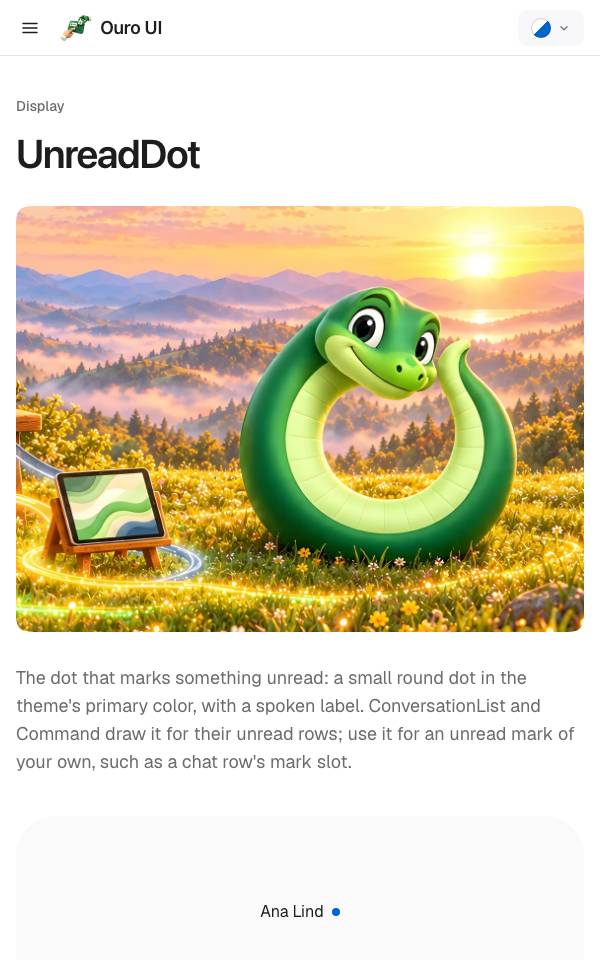 Ouro UI
Display
UnreadDot
The dot that marks something unread: a small round dot in the
theme's primary color, with a spoken label. ConversationList and
Command draw it for their unread rows; use it for an unread mark of
your own, such as a chat row's mark slot.
Ana Lind